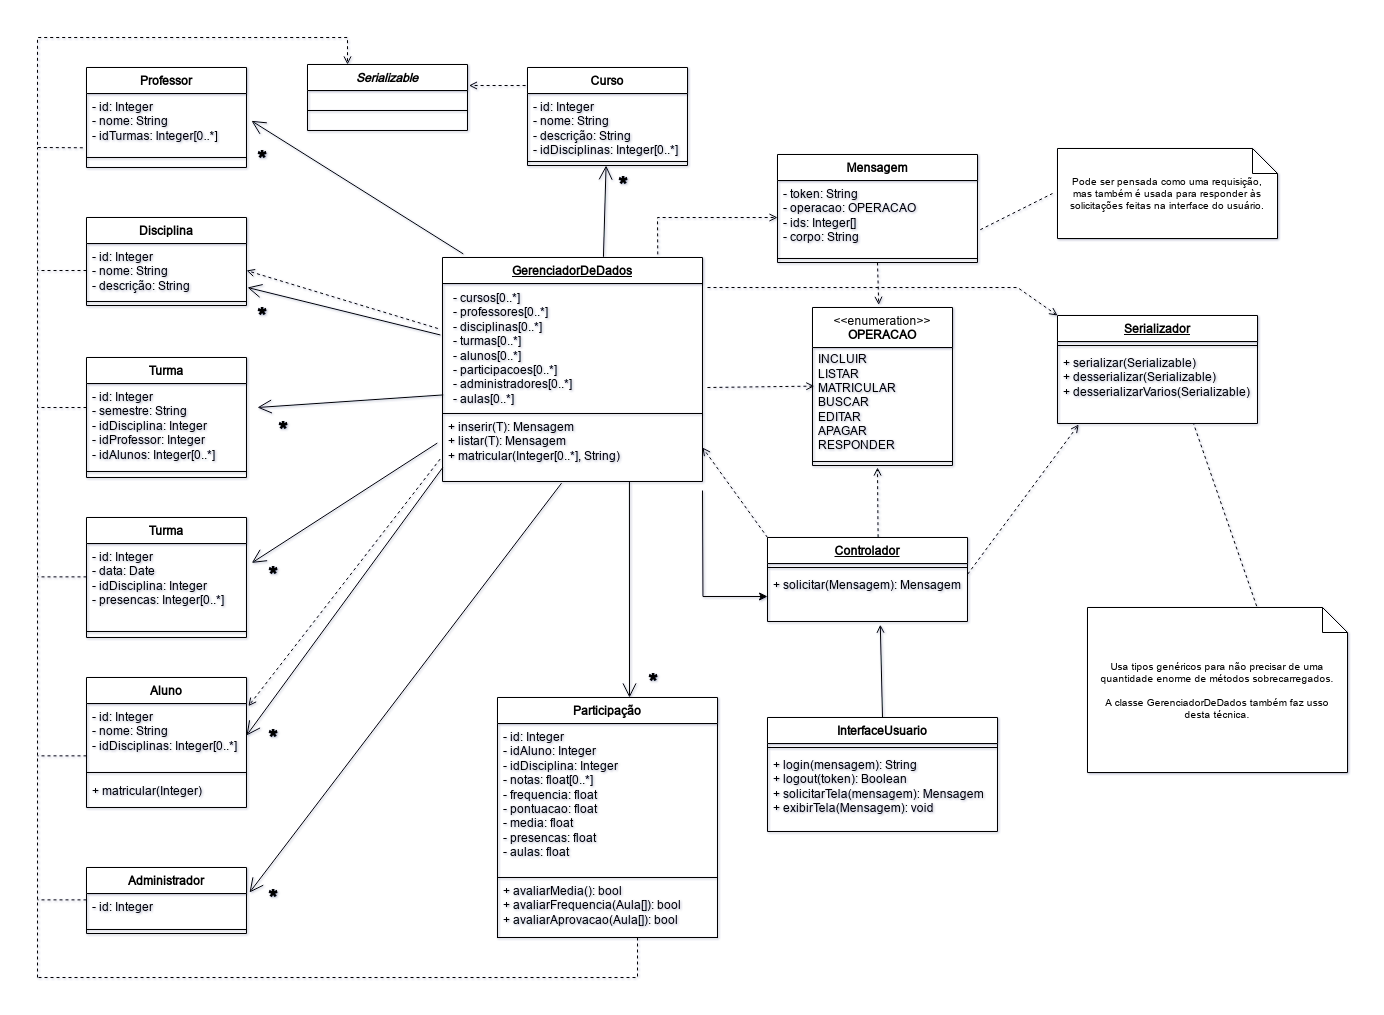 Professor
- id: Integer
- nome: String
- idTurmas: Integer[0..*]
*
Serializable
Curso
- id: Integer
- nome: String
- descrição: String
- idDisciplinas: Integer[0..*]
*
Mensagem
- token: String
- operacao: OPERACAO
- ids: Integer[]
- corpo: String
Pode ser pensada como uma requisição,
mas também é usada para responder às
solicitações feitas na interface do usuário.
Disciplina
- id: Integer
- nome: String
- descrição: String
*
GerenciadorDeDados
- cursos[0..*]
- professores[0..*]
- disciplinas[0..*]
- turmas[0..*]
- alunos[0..*]
- participacoes[0..*]
- administradores[0..*]
- aulas[0..*]
+ inserir(T): Mensagem
+ listar(T): Mensagem
+ matricular(Integer[0..*], String)
<<enumeration>>
OPERACAO
INCLUIR
LISTAR
MATRICULAR
BUSCAR
EDITAR
APAGAR
RESPONDER
Serializador
+ serializar(Serializable)
+ desserializar(Serializable)
+ desserializarVarios(Serializable)
Turma
- id: Integer
- semestre: String
- idDisciplina: Integer
- idProfessor: Integer
- idAlunos: Integer[0..*]
*
Turma
- id: Integer
- data: Date
- idDisciplina: Integer
- presencas: Integer[0..*]
*
Controlador
+ solicitar(Mensagem): Mensagem
Aluno
- id: Integer
- nome: String
- idDisciplinas: Integer[0..*]
+ matricular(Integer)
*
*
Participação
- id: Integer
- idAluno: Integer
- idDisciplina: Integer
- notas: float[0..*]
- frequencia: float
- pontuacao: float
- media: float
- presencas: float
- aulas: float
+ avaliarMedia(): bool
+ avaliarFrequencia(Aula[]): bool
+ avaliarAprovacao(Aula[]): bool
InterfaceUsuario
+ login(mensagem): String
+ logout(token): Boolean
+ solicitarTela(mensagem): Mensagem
+ exibirTela(Mensagem): void
Usa tipos genéricos para não precisar de uma
quantidade enorme de métodos sobrecarregados.
A classe GerenciadorDeDados também faz usso
desta técnica.
Administrador
- id: Integer
*